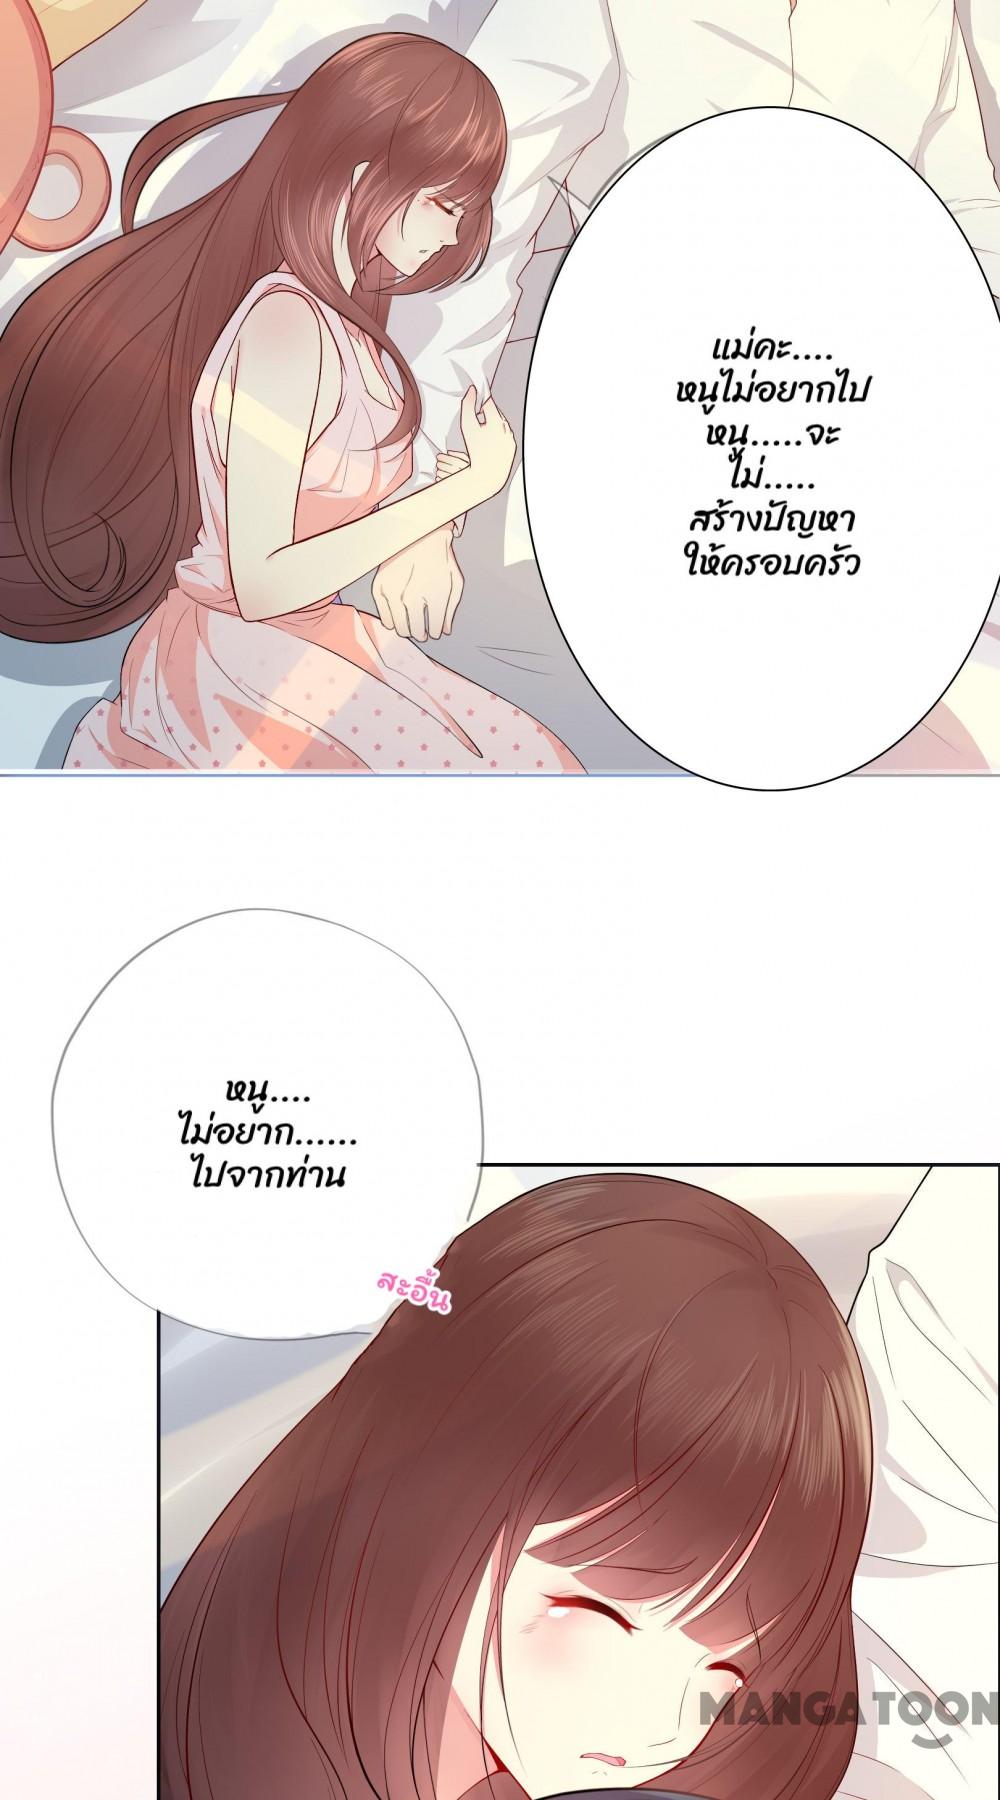 แม่คะ....
หนูไม่อยากไป
หนู.....จะ
ไม่.....
สร้างปัญหา
ให้ครอบครัว
หนู....
ไม่อยาก......
ไปจากท่าน
สะอื้น
MANGATOON